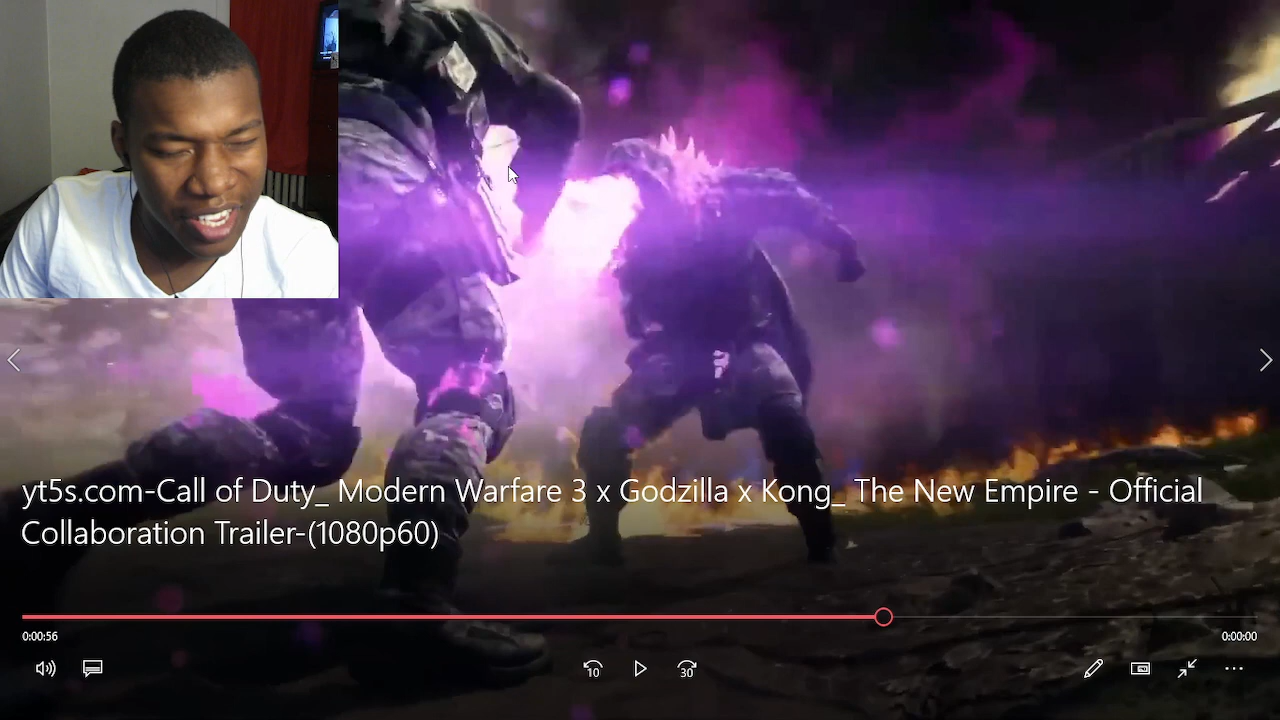 yt5s.com-Call of Duty_ Modern Warfare 3 x Godzilla x Kong_ The New Empire - Official
Collaboration Trailer-(1080p60)
0:00:56
0:00:00
10
30